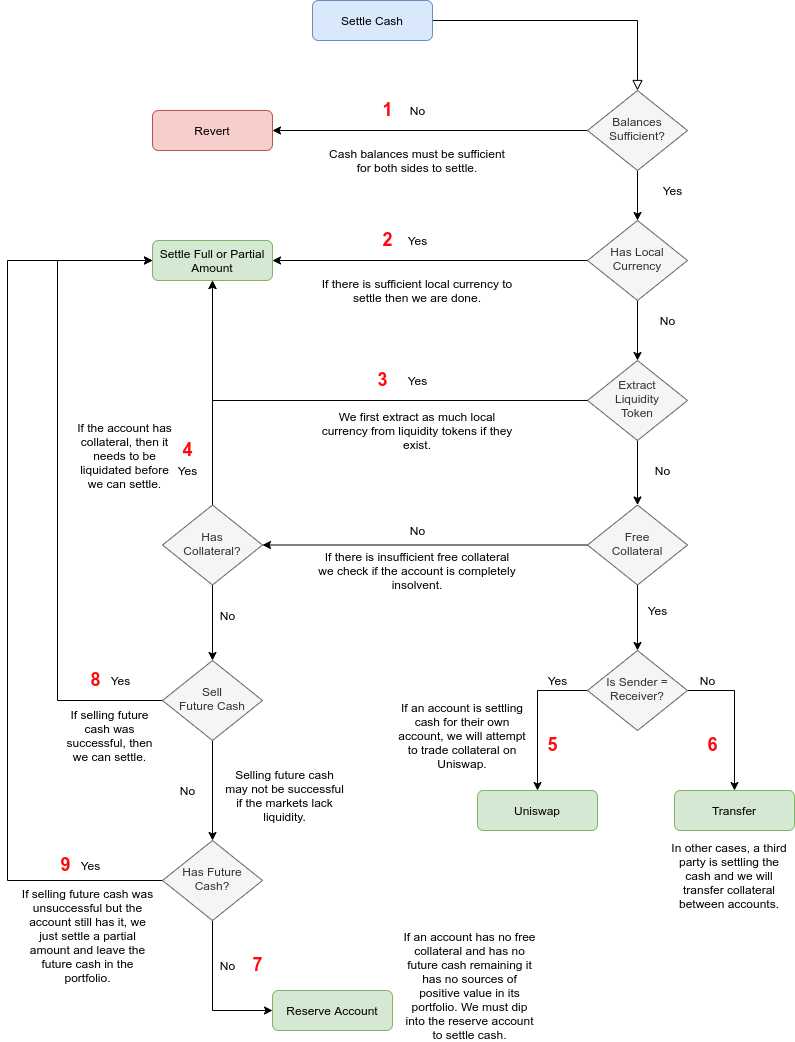 Settle Cash
1 No
Balances
Sufficient?
Revert
Cash balances must be sufficient
for both sides to settle.
Yes
2 Yes
Settle Full or Partial
Amount
Has Local
Currency
If there is sufficient local currency to
settle then we are done.
No
3 Yes
Extract
Liquidity
Token
We first extract as much local
currency from liquidity tokens if they
exist.
If the account has
collateral, then it
needs to be
liquidated before
we can settle.
4
Yes
No
No
Has
Collateral?
Free
Collateral
If there is insufficient free collateral
we check if the account is completely
insolvent.
No
Yes
8 Yes
Sell
Future Cash
Yes
Is Sender =
Receiver?
No
If selling future
cash was
successful, then
we can settle.
If an account is settling
cash for their own
account, we will attempt
to trade collateral on
Uniswap.
5
6
No
Selling future cash
may not be successful
if the markets lack
liquidity.
Uniswap
Transfer
9 Yes
Has Future
Cash?
In other cases, a third
party is settling the
cash and we will
transfer collateral
between accounts.
If selling future cash was
unsuccessful but the
account still has it, we
just settle a partial
amount and leave the
future cash in the
portfolio.
No 7
Reserve Account
If an account has no free
collateral and has no
future cash remaining it
has no sources of
positive value in its
portfolio. We must dip
into the reserve account
to settle cash.